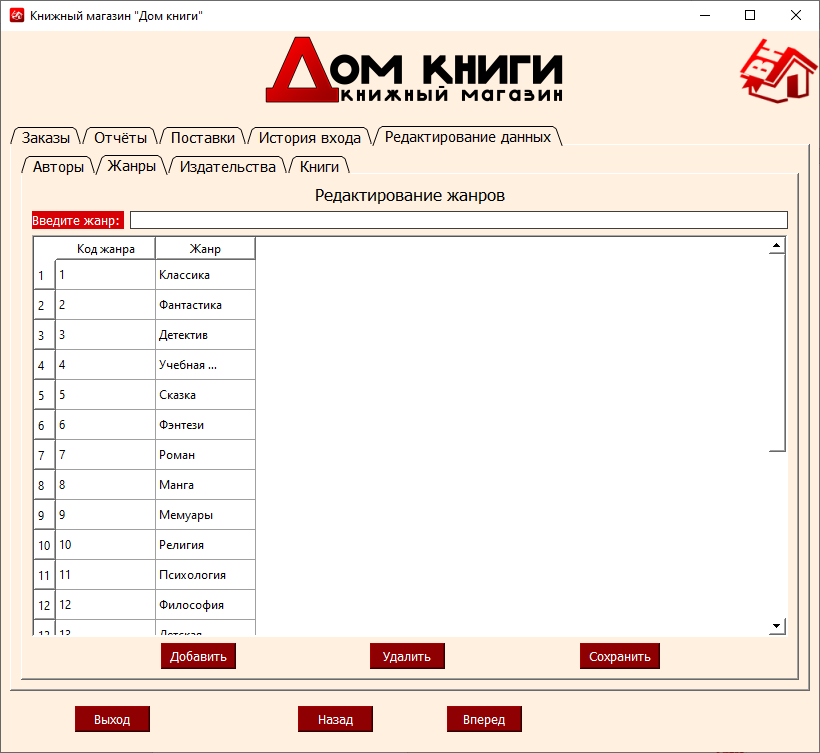 Книжный магазин "Дом книги"
Дом книги
книжный магазин
Заказы Отчёты Поставки История входа Редактирование данных
Авторы Жанры Издательства Книги
Редактирование жанров
Введите жанр:
Код жанра Жанр
1 1 Классика
2 2 Фантастика
3 3 Детектив
4 4 Учебная ...
5 5 Сказка
6 6 Фэнтези
7 7 Роман
8 8 Манга
9 9 Мемуары
10 10 Религия
11 11 Психология
12 12 Философия
13 13 Детская
Добавить Удалить Сохранить
Выход Назад Вперед